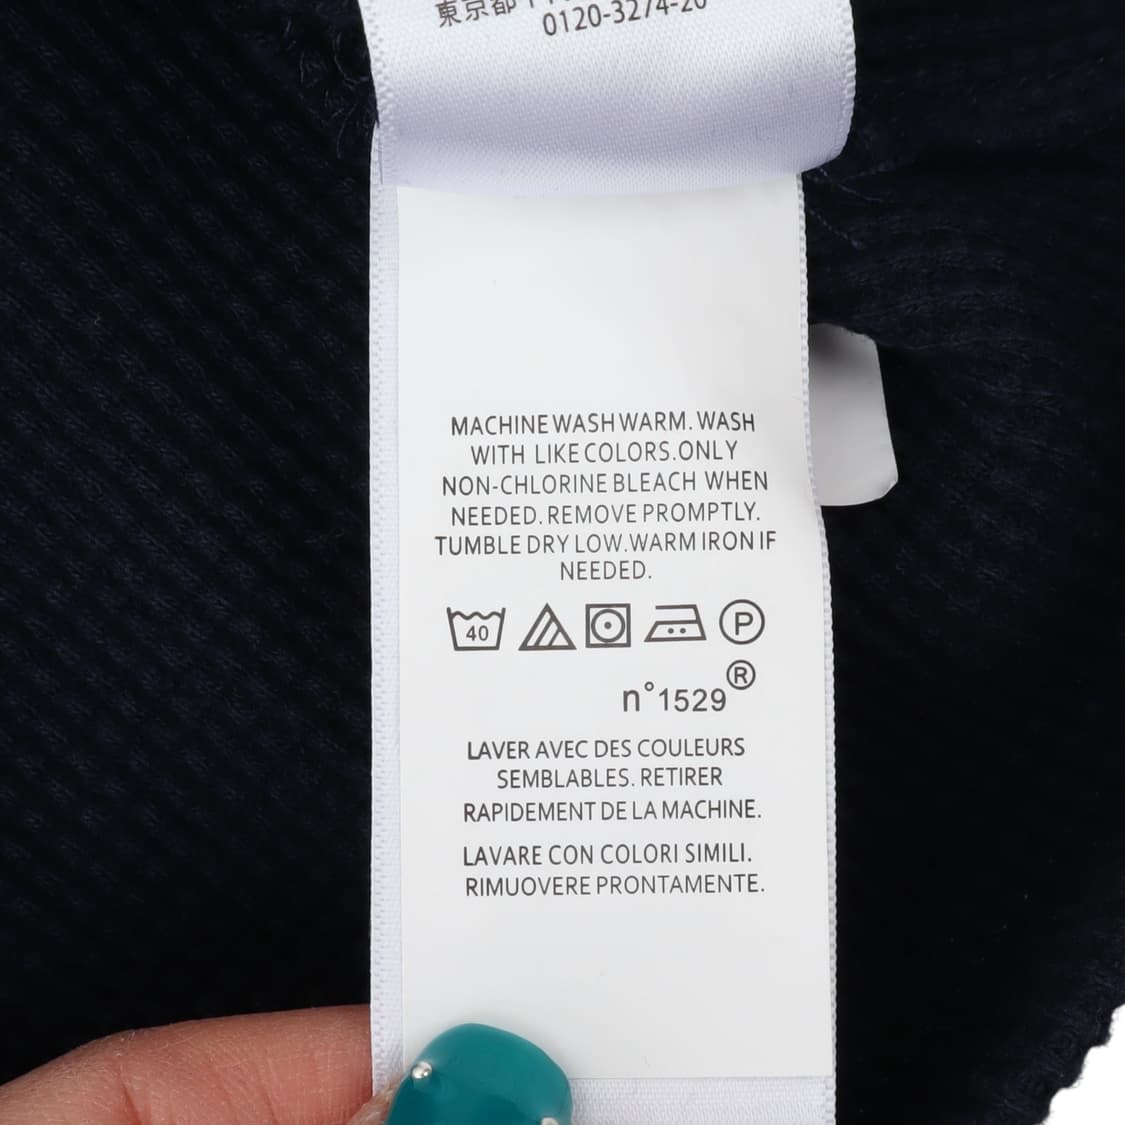 東京都
0120-3274-20
MACHINE WASH WARM. WASH
WITH LIKE COLORS. ONLY
NON-CHLORINE BLEACH WHEN
NEEDED. REMOVE PROMPTLY.
TUMBLE DRY LOW. WARM IRON IF
NEEDED.
40 P
n°1529®
LAVER AVEC DES COULEURS
SEMBLABLES. RETIRER
RAPIDEMENT DE LA MACHINE.
LAVARE CON COLORI SIMILI.
RIMUOVERE PRONTAMENTE.